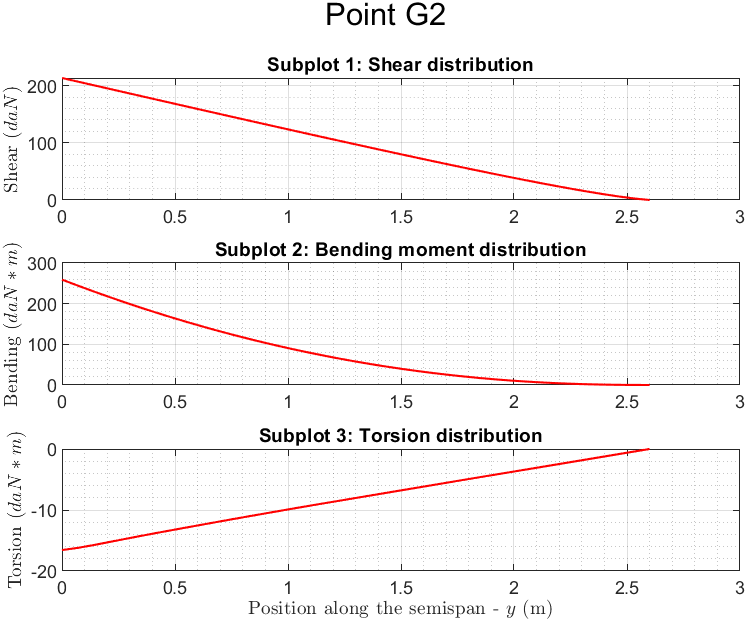 Point G2
Subplot 1: Shear distribution
Shear (daN)
200
100
0
0 0.5 1 1.5 2 2.5 3
Subplot 2: Bending moment distribution
Bending (daN * m)
300
200
100
0
0 0.5 1 1.5 2 2.5 3
Subplot 3: Torsion distribution
Torsion (daN * m)
0
-10
-20
0 0.5 1 1.5 2 2.5 3
Position along the semispan - y (m)